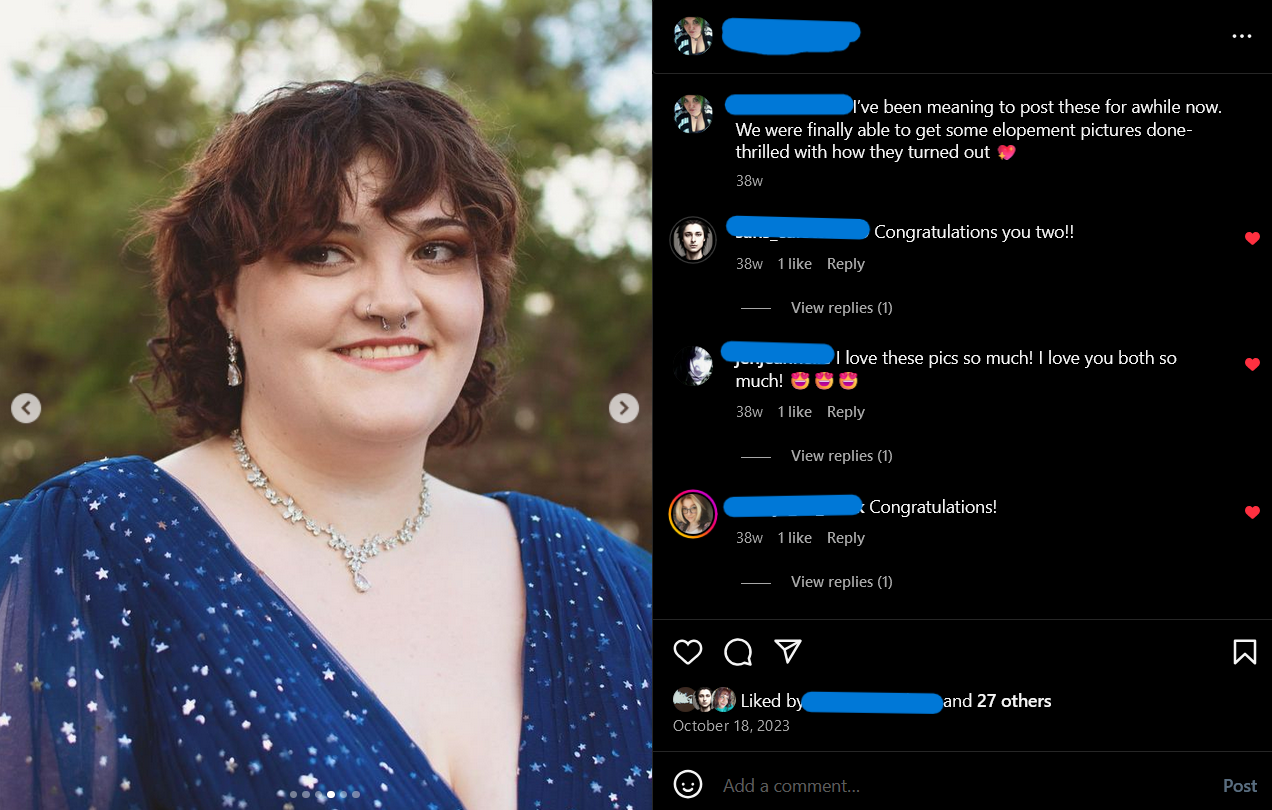 I've been meaning to post these for awhile now.
We were finally able to get some elopement pictures done-
thrilled with how they turned out 💖
38w
Congratulations you two!!
38w 1 like Reply
View replies (1)
I love these pics so much! I love you both so
much! 🤩🤩🤩
38w 1 like Reply
View replies (1)
Congratulations!
38w 1 like Reply
View replies (1)
Liked by and 27 others
October 18, 2023
Add a comment... Post